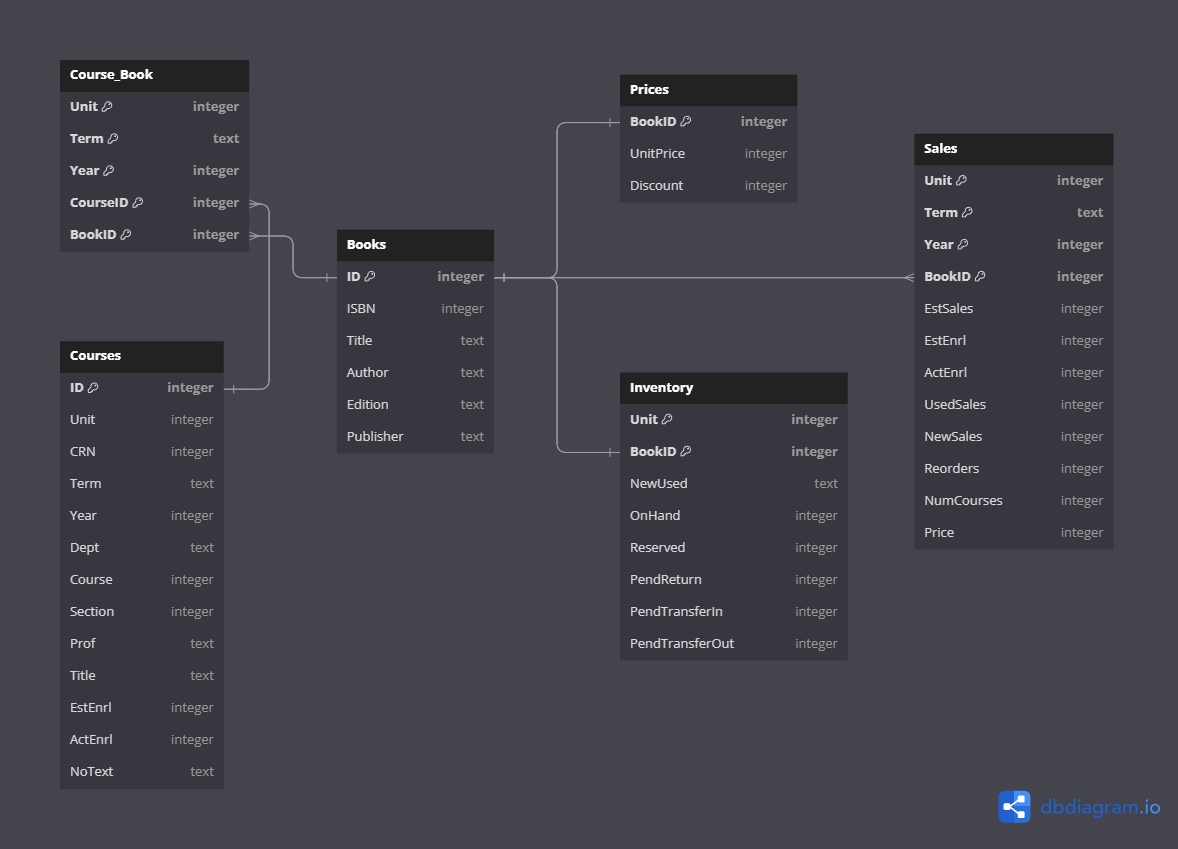 Course_Book
Unit integer
Term text
Year integer
CourseID integer
BookID integer
Courses
ID integer
Unit integer
CRN integer
Term text
Year integer
Dept text
Course integer
Section integer
Prof text
Title text
EstEnrl integer
ActEnrl integer
NoText text
Books
ID integer
ISBN integer
Title text
Author text
Edition text
Publisher text
Prices
BookID integer
UnitPrice integer
Discount integer
Inventory
Unit integer
BookID integer
NewUsed text
OnHand integer
Reserved integer
PendReturn integer
PendTransferIn integer
PendTransferOut integer
Sales
Unit integer
Term text
Year integer
BookID integer
EstSales integer
EstEnrl integer
ActEnrl integer
UsedSales integer
NewSales integer
Reorders integer
NumCourses integer
Price integer
dbdiagram.io